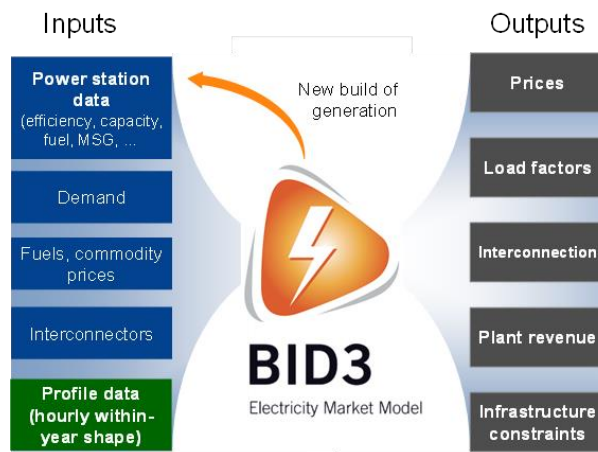 Inputs
Outputs
Power station
data
(efficiency, capacity,
fuel, MSG, ...
Demand
Fuels, commodity
prices
Interconnectors
Profile data
(hourly within-
year shape)
New build of
generation
BID3
Electricity Market Model
Prices
Load factors
Interconnection
Plant revenue
Infrastructure
constraints